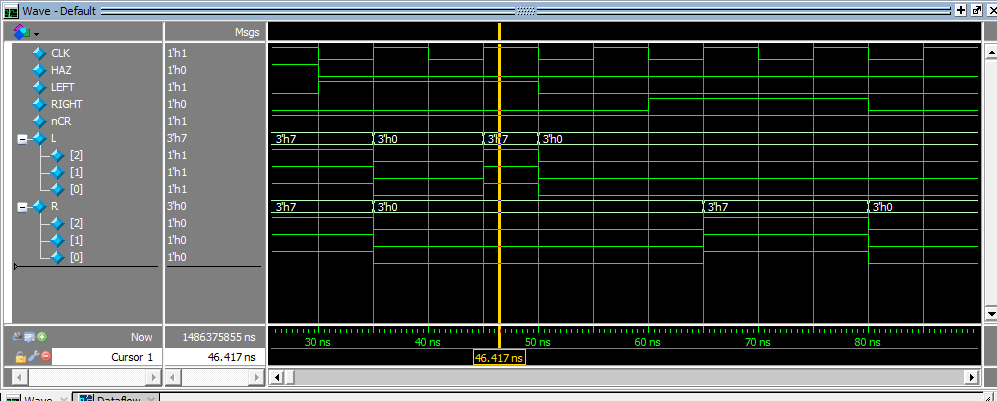 Wave - Default
Msgs
CLK 1'h1
HAZ 1'h0
LEFT 1'h1
RIGHT 1'h0
nCR 1'h1
L 3'h7 3'h7 3'h0 3'h7 3'h0
[2] 1'h1
[1] 1'h1
[0] 1'h1
R 3'h0 3'h7 3'h0 3'h7 3'h0
[2] 1'h0
[1] 1'h0
[0] 1'h0
Now 1486375855 ns 30 ns 40 ns 50 ns 60 ns 70 ns 80 ns
Cursor 1 46.417 ns 46.417 ns
Wave Dataflow